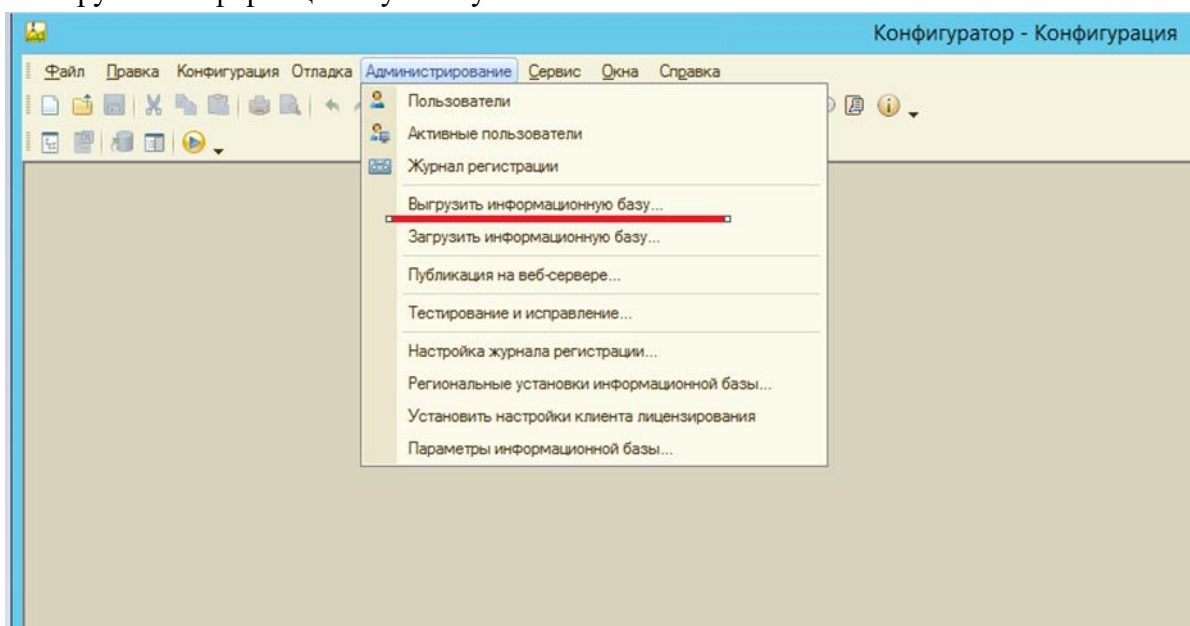 Конфигуратор - Конфигурация
Файл Правка Конфигурация Отладка Администрирование Сервис Окна Справка
Пользователи
Активные пользователи
Журнал регистрации
Выгрузить информационную базу...
Загрузить информационную базу...
Публикация на веб-сервере...
Тестирование и исправление...
Настройка журнала регистрации...
Региональные установки информационной базы...
Установить настройки клиента лицензирования
Параметры информационной базы...